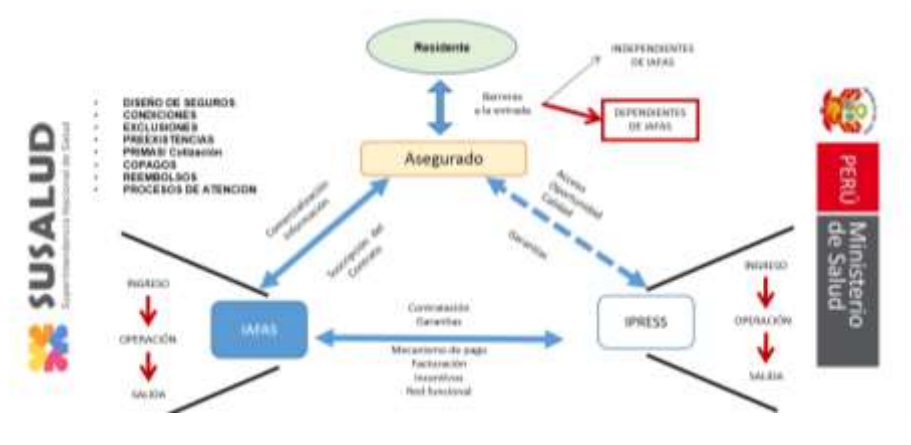 Residente
INDEPENDIENTES
DE IAFAS
Barreras
a la entrada
DEPENDIENTES
DE IAFAS
DISEÑO DE SEGUROS
CONDICIONES
EXCLUSIONES
PREEXISTENCIAS
PRIMAS/ Cotización
COPAGOS
REEMBOLSOS
PROCESOS DE ATENCION
Asegurado
SUSALUD
Superintendencia Nacional de Salud
PERÚ
Ministerio
de Salud
Comercialización
Información
Suscripción del
Contrato
Acceso
Oportunidad
Calidad
Garantías
INGRESO
OPERACIÓN
SALIDA
IAFAS
Contratación
Garantías
Mecanismo de pago
Facturación
Incentivos
Red funcional
IPRESS
INGRESO
OPERACIÓN
SALIDA